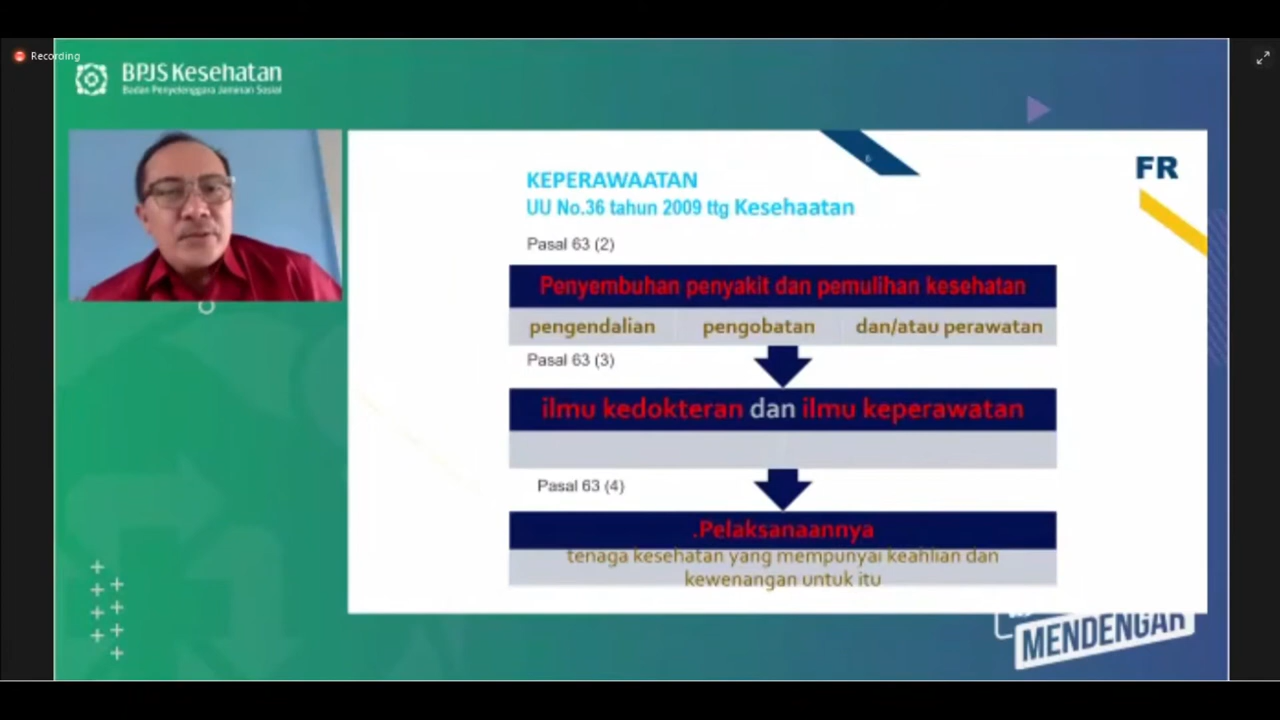 Recording
BPJS Kesehatan
Badan Penyelenggara Jaminan Sosial
6
FR
KEPERAWAATAN
UU No.36 tahun 2009 ttg Kesehaatan
Pasal 63 (2)
Penyembuhan penyakit dan pemulihan kesehatan
pengendalian pengobatan dan/atau perawatan
Pasal 63 (3)
ilmu kedokteran dan ilmu keperawatan
Pasal 63 (4)
.Pelaksanaannya
tenaga kesehatan yang mempunyai keahlian dan
kewenangan untuk itu
MENDENGAR